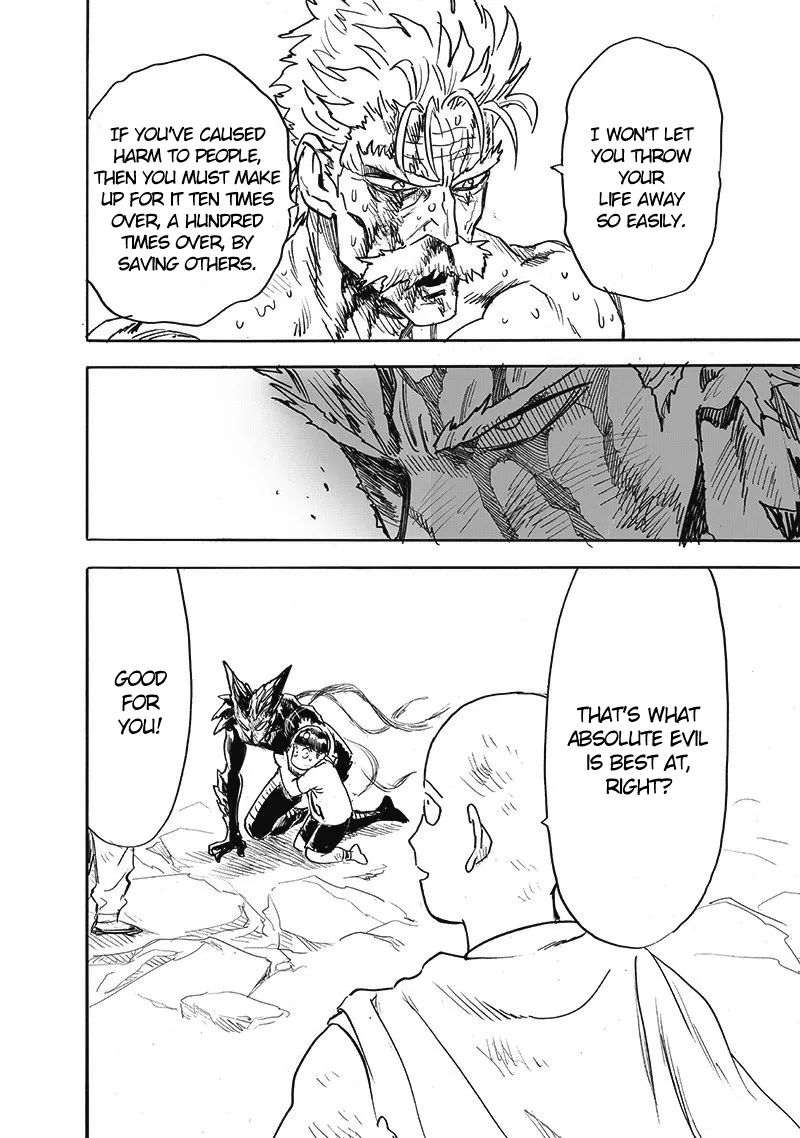 I WON'T LET
YOU THROW
YOUR
LIFE AWAY
SO EASILY.
IF YOU'VE CAUSED
HARM TO PEOPLE,
THEN YOU MUST MAKE
UP FOR IT TEN TIMES
OVER, A HUNDRED
TIMES OVER, BY
SAVING OTHERS.
THAT'S WHAT
ABSOLUTE EVIL
IS BEST AT,
RIGHT?
GOOD
FOR
YOU!